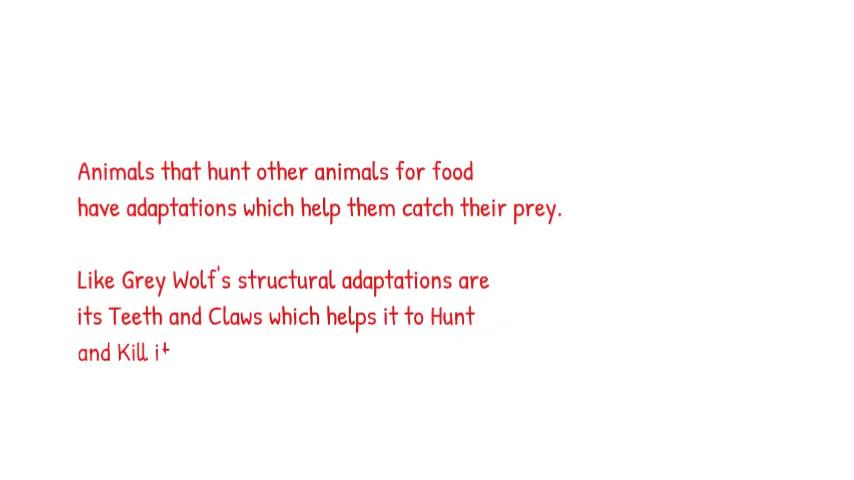 Animals that hunt other animals for food
have adaptations which help them catch their prey.
Like Grey Wolf's structural adaptations are
its Teeth and Claws which helps it to Hunt
and Kill it